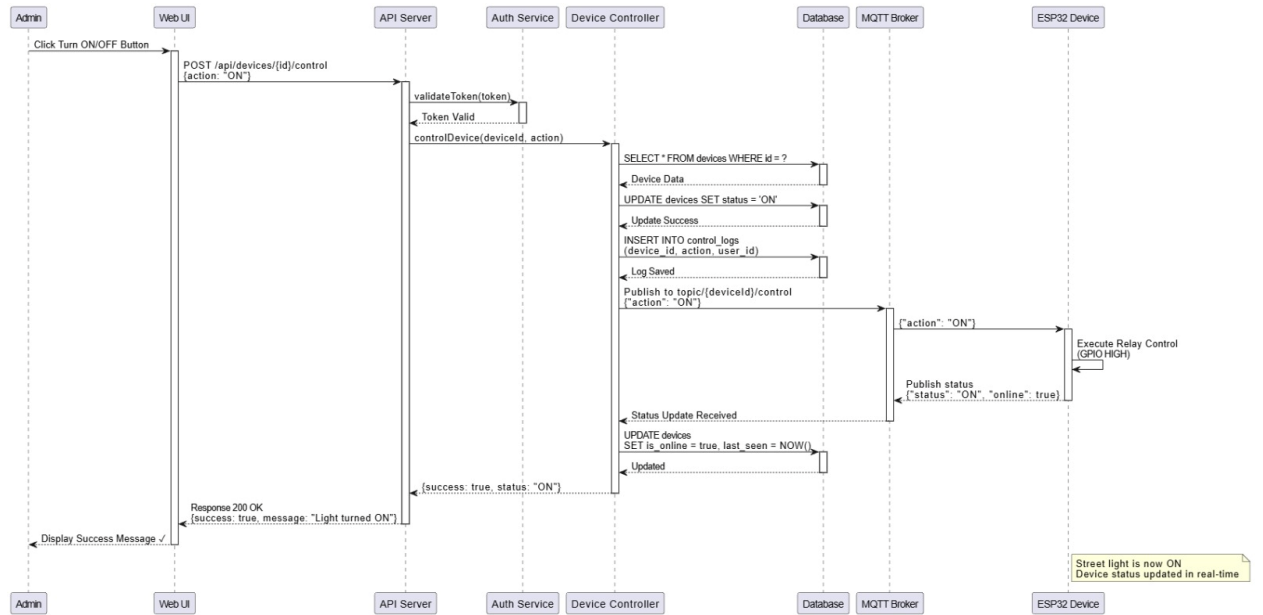 Admin
Web UI
API Server
Auth Service
Device Controller
Database
MQTT Broker
ESP32 Device
Click Turn ON/OFF Button
POST /api/devices/{id}/control
{action: "ON"}
validateToken(token)
Token Valid
controlDevice(deviceId, action)
SELECT * FROM devices WHERE id = ?
Device Data
UPDATE devices SET status = 'ON'
Update Success
INSERT INTO control_logs
(device_id, action, user_id)
Log Saved
Publish to topic/{deviceId}/control
{"action": "ON"}
{"action": "ON"}
Execute Relay Control
(GPIO HIGH)
Publish status
{"status": "ON", "online": true}
Status Update Received
UPDATE devices
SET is_online = true, last_seen = NOW()
Updated
{success: true, status: "ON"}
Response 200 OK
{success: true, message: "Light turned ON"}
Display Success Message ✓
Street light is now ON
Device status updated in real-time
Admin
Web UI
API Server
Auth Service
Device Controller
Database
MQTT Broker
ESP32 Device